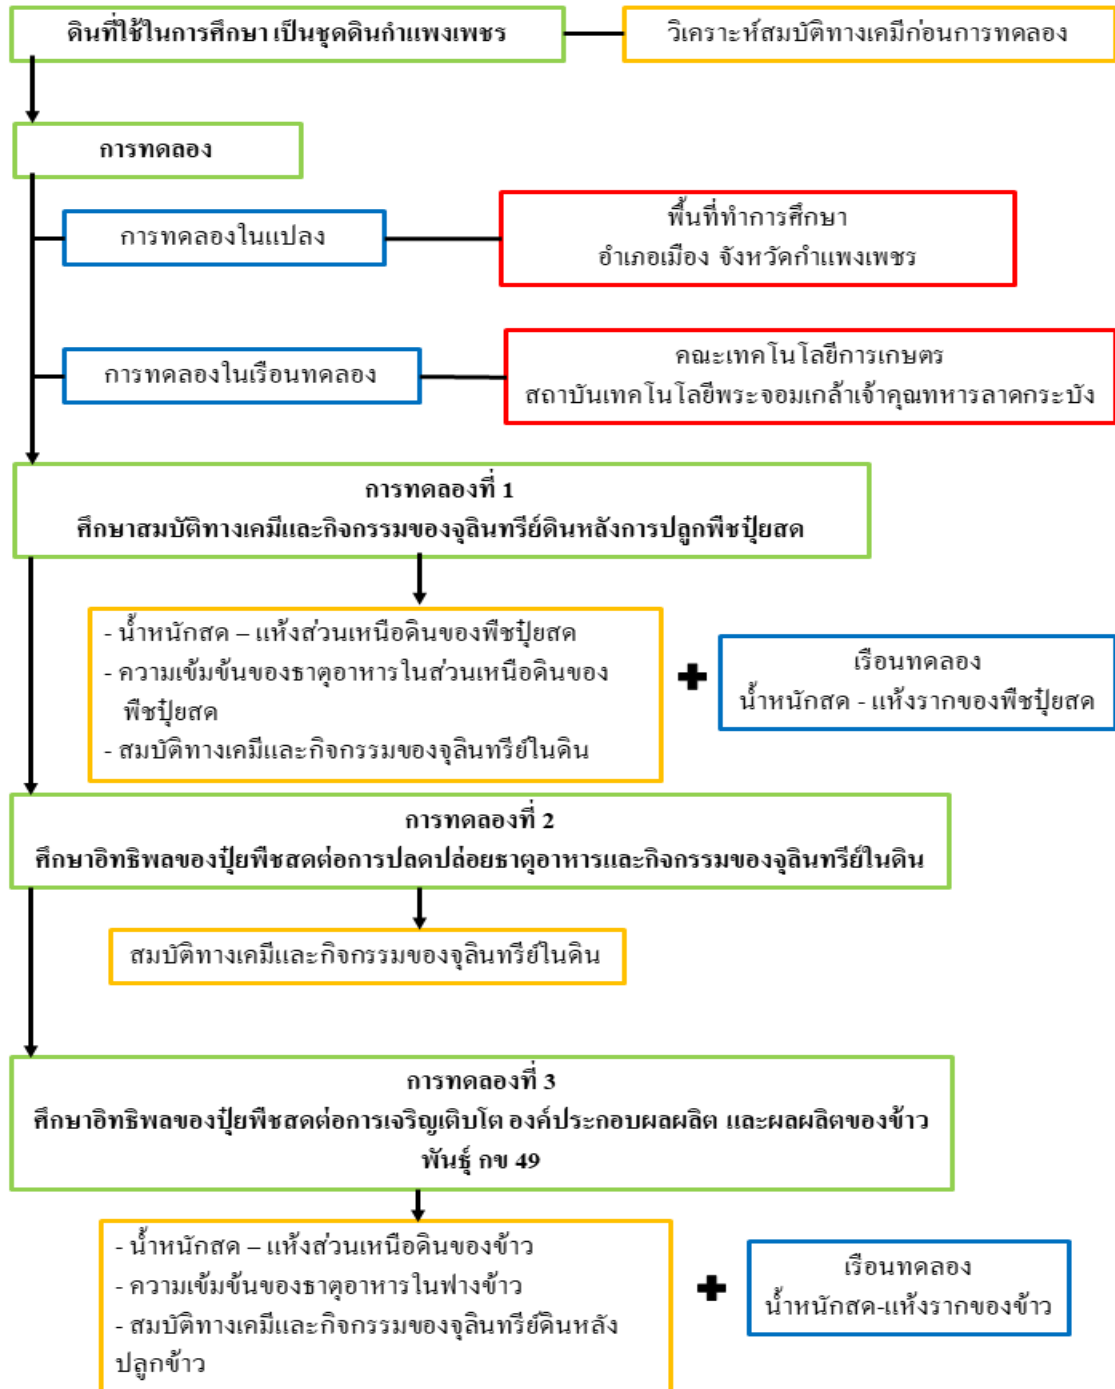 ดินที่ใช้ในการศึกษา เป็นชุดดินกำแพงเพชร
วิเคราะห์สมบัติทางเคมีก่อนการทดลอง
การทดลอง
การทดลองในแปลง
พื้นที่ทำการศึกษา
อำเภอเมือง จังหวัดกำแพงเพชร
การทดลองในเรือนทดลอง
คณะเทคโนโลยีการเกษตร
สถาบันเทคโนโลยีพระจอมเกล้าเจ้าคุณทหารลาดกระบัง
การทดลองที่ 1
ศึกษาสมบัติทางเคมีและกิจกรรมของจุลินทรีย์ดินหลังการปลูกพืชปุ๋ยสด
- น้ำหนักสด – แห้งส่วนเหนือดินของพืชปุ๋ยสด
- ความเข้มข้นของธาตุอาหารในส่วนเหนือดินของ
พืชปุ๋ยสด
- สมบัติทางเคมีและกิจกรรมของจุลินทรีย์ในดิน
เรือนทดลอง
น้ำหนักสด - แห้งรากของพืชปุ๋ยสด
การทดลองที่ 2
ศึกษาอิทธิพลของปุ๋ยพืชสดต่อการปลดปล่อยธาตุอาหารและกิจกรรมของจุลินทรีย์ในดิน
สมบัติทางเคมีและกิจกรรมของจุลินทรีย์ในดิน
การทดลองที่ 3
ศึกษาอิทธิพลของปุ๋ยพืชสดต่อการเจริญเติบโต องค์ประกอบผลผลิต และผลผลิตของข้าว
พันธุ์ กข 49
- น้ำหนักสด – แห้งส่วนเหนือดินของข้าว
- ความเข้มข้นของธาตุอาหารในฟางข้าว
- สมบัติทางเคมีและกิจกรรมของจุลินทรีย์ดินหลัง
ปลูกข้าว
เรือนทดลอง
น้ำหนักสด-แห้งรากของข้าว